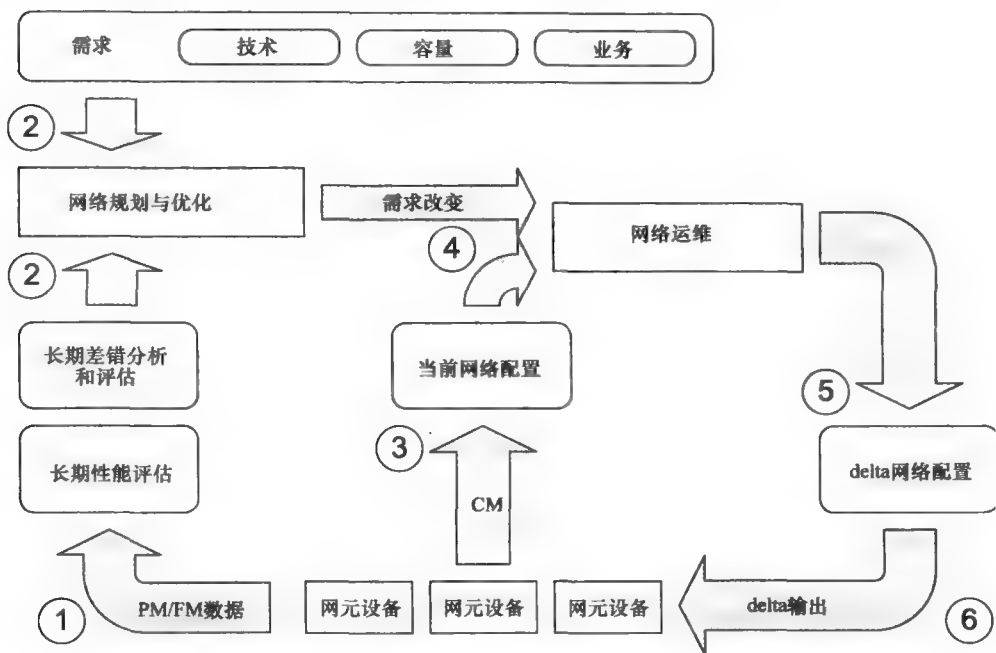 需求
技术
容量
业务
②
网络规划与优化
需求改变
网络运维
②
④
长期差错分析
和评估
当前网络配置
⑤
③
长期性能评估
delta网络配置
CM
①
PM/FM数据
网元设备
网元设备
网元设备
delta输出
⑥